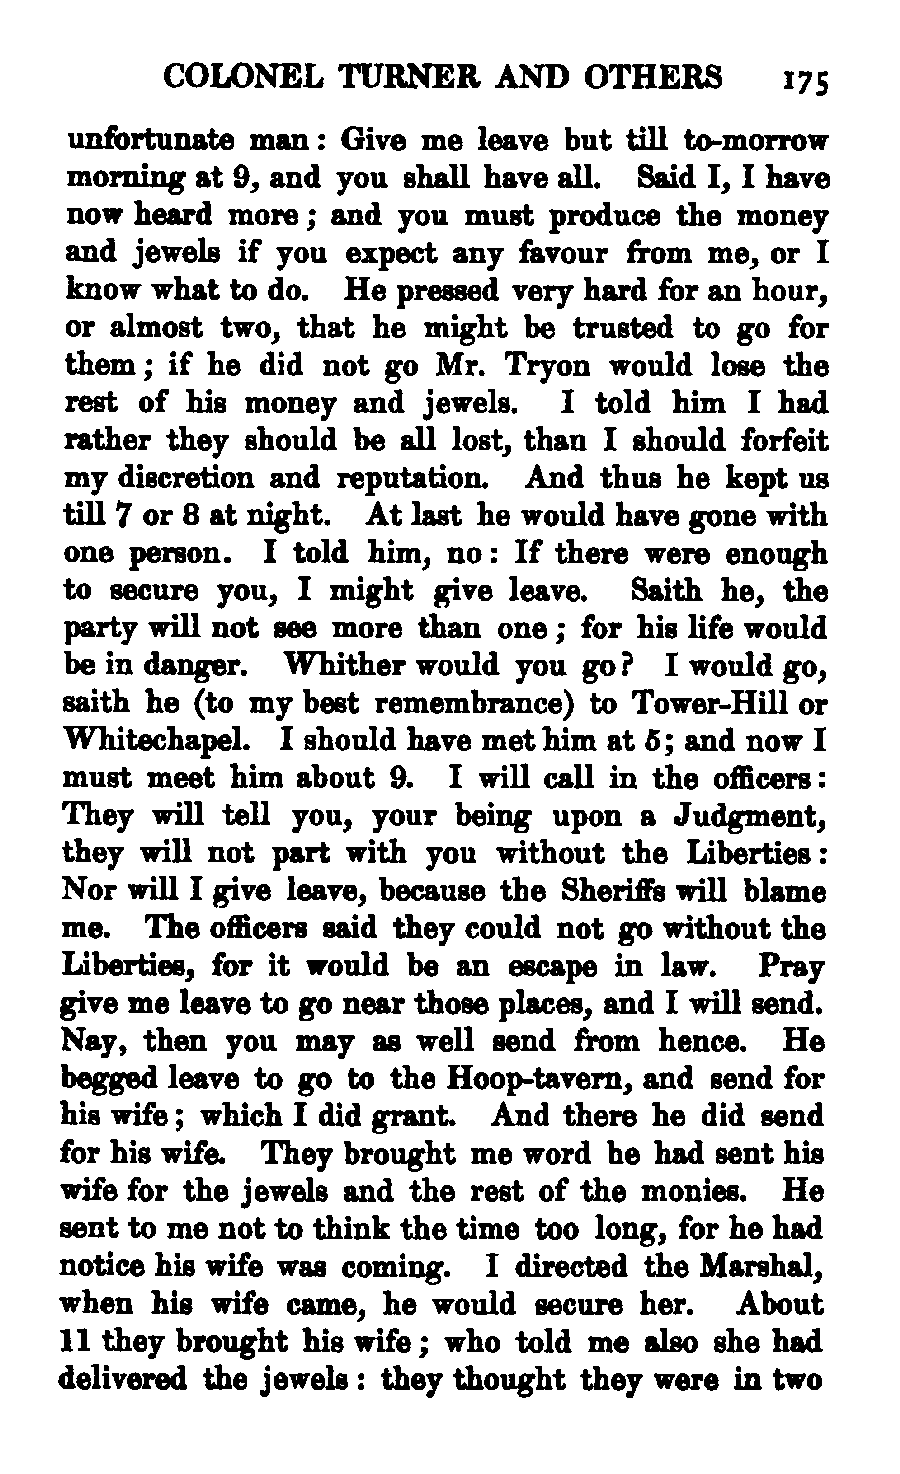 COLONEL TURNER AND OTHERS 175
unfortunate man : Give me leave but till to-morrow
morning at 9, and you shall have all. Said I, I have
now heard more ; and you must produce the money
and jewels if you expect any favour from me, or I
know what to do. He pressed very hard for an hour,
or almost two, that he might be trusted to go for
them ; if he did not go Mr. Tryon would lose the
rest of his money and jewels. I told him I had
rather they should be all lost, than I should forfeit
my discretion and reputation. And thus he kept us
till 7 or 8 at night. At last he would have gone with
one person. I told him, no : If there were enough
to secure you, I might give leave. Saith he, the
party will not see more than one ; for his life would
be in danger. Whither would you go? I would go,
saith he (to my best remembrance) to Tower-Hill or
Whitechapel. I should have met him at 5; and now I
must meet him about 9. I will call in the officers :
They will tell you, your being upon a Judgment,
they will not part with you without the Liberties :
Nor will I give leave, because the Sheriffs will blame
me. The officers said they could not go without the
Liberties, for it would be an escape in law. Pray
give me leave to go near those places, and I will send.
Nay, then you may as well send from hence. He
begged leave to go to the Hoop-tavern, and send for
his wife ; which I did grant. And there he did send
for his wife. They brought me word he had sent his
wife for the jewels and the rest of the monies. He
sent to me not to think the time too long, for he had
notice his wife was coming. I directed the Marshal,
when his wife came, he would secure her. About
11 they brought his wife ; who told me also she had
delivered the jewels : they thought they were in two